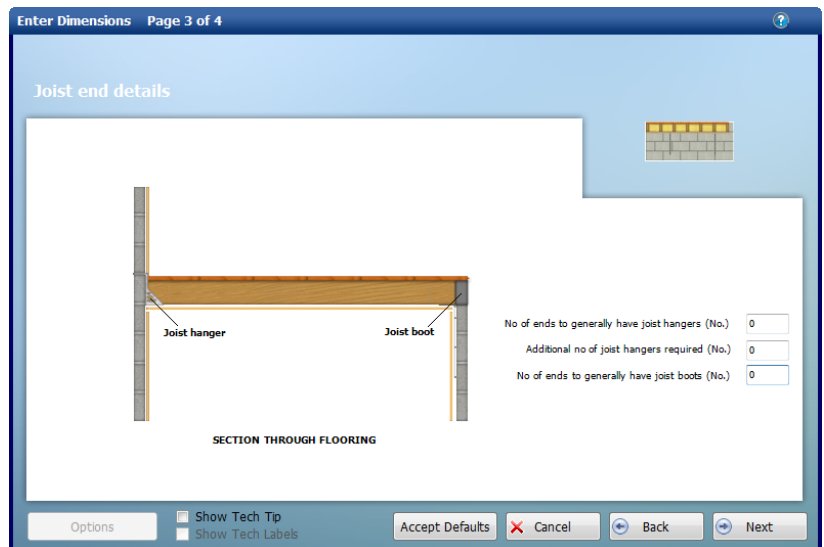 Enter Dimensions Page 3 of 4
Joist end details
Joist hanger
Joist boot
No of ends to generally have joist hangers (No.) 0
Additional no of joist hangers required (No.) 0
No of ends to generally have joist boots (No.) 0
SECTION THROUGH FLOORING
Options
Show Tech Tip
Show Tech Labels
Accept Defaults
Cancel
Back
Next